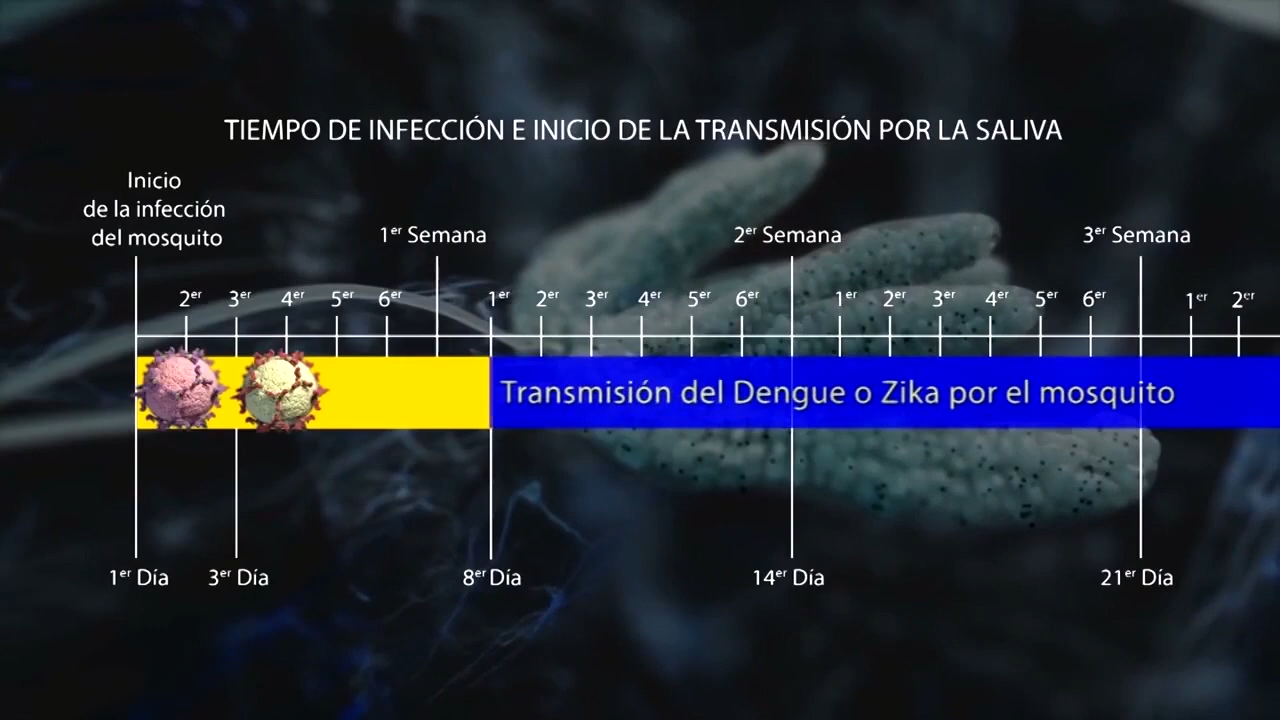 TIEMPO DE INFECCIÓN E INICIO DE LA TRANSMISIÓN POR LA SALIVA
Inicio
de la infección
del mosquito
1er Semana
2er Semana
3er Semana
2er 3er 4er 5er 6er 1er 2er 3er 4er 5er 6er 1er 2er 3er 4er 5er 6er 1er 2er
Transmisión del Dengue o Zika por el mosquito
1er Día
3er Día
8er Día
14er Día
21er Día